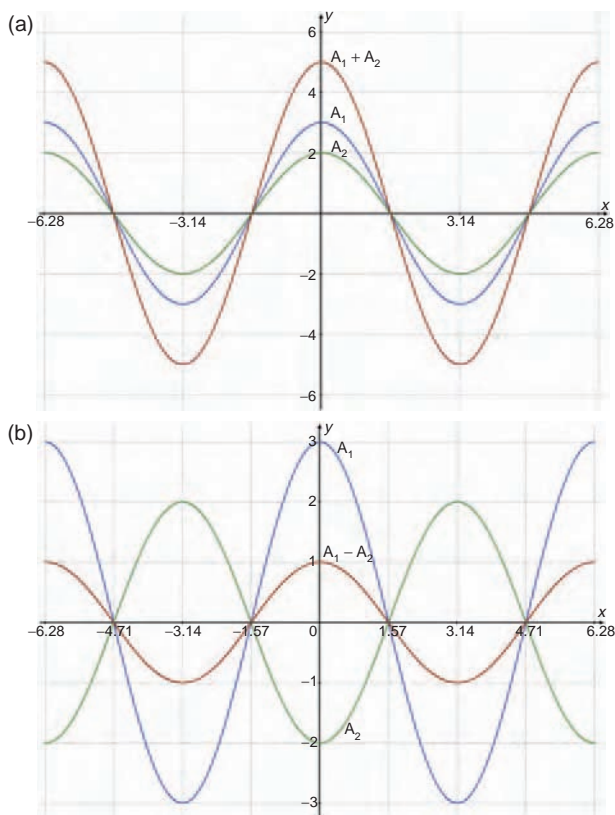 (a)
y
6
A₁ + A₂
4
A₁
2
A₂
x
−6.28 −3.14 3.14 6.28
−2
−4
−6
(b)
y
3
A₁
2
1
A₁ − A₂
x
−6.28 −4.71 −3.14 −1.57 0 1.57 3.14 4.71 6.28
−1
−2
A₂
−3